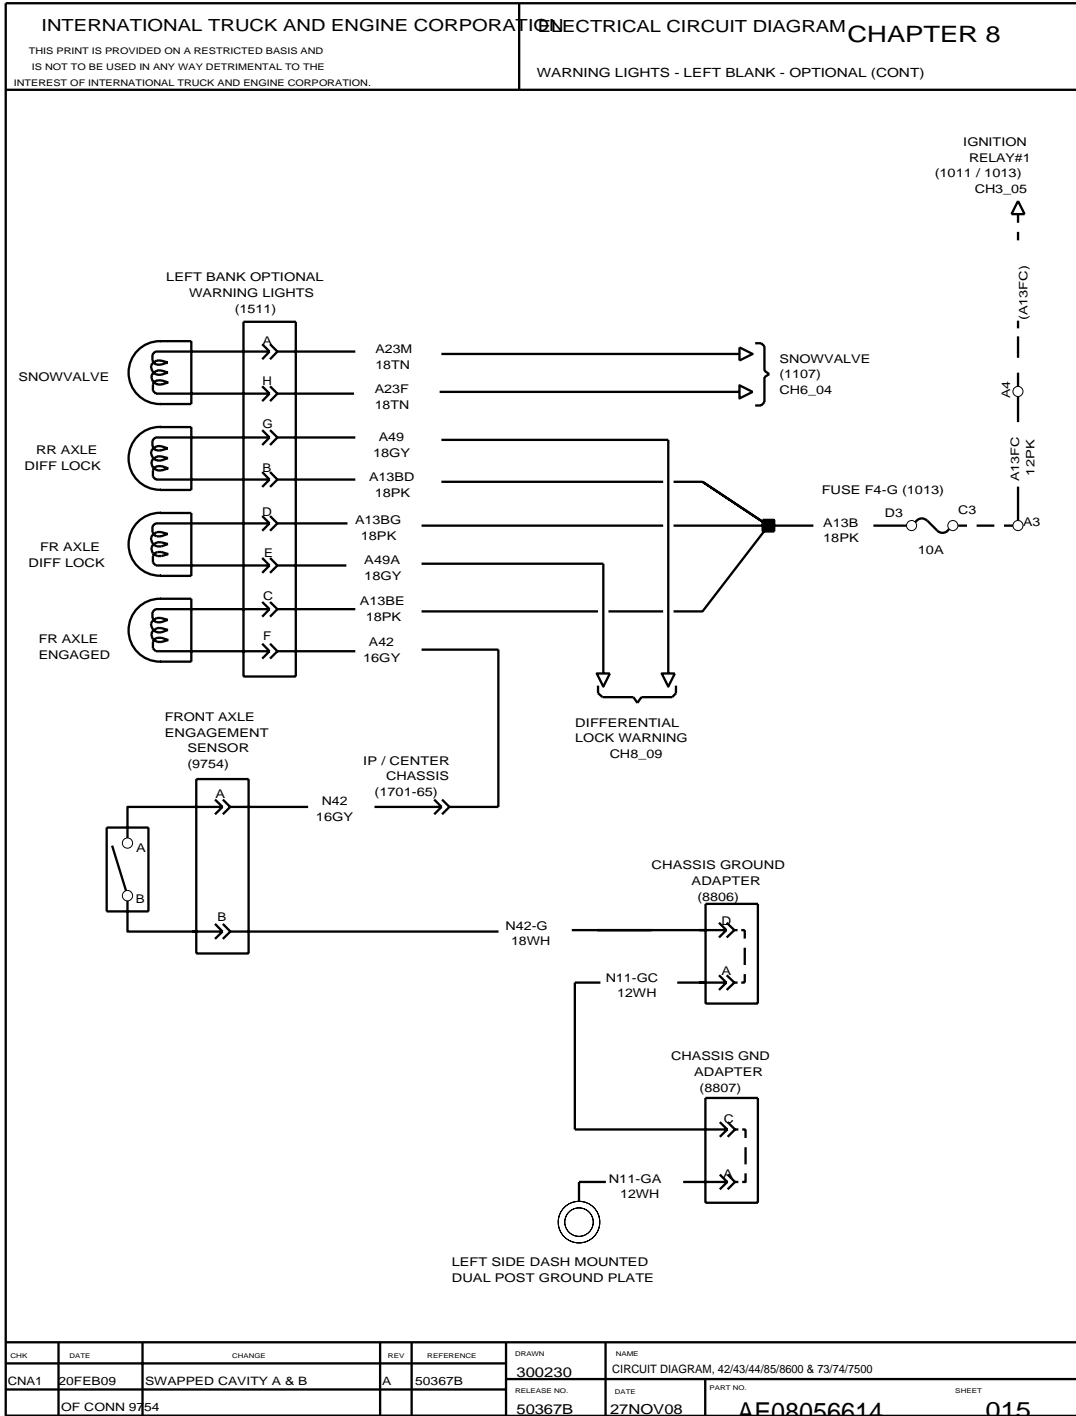 INTERNATIONAL TRUCK AND ENGINE CORPORATION
THIS PRINT IS PROVIDED ON A RESTRICTED BASIS AND
IS NOT TO BE USED IN ANY WAY DETRIMENTAL TO THE
INTEREST OF INTERNATIONAL TRUCK AND ENGINE CORPORATION.
ELECTRICAL CIRCUIT DIAGRAM
CHAPTER 8
WARNING LIGHTS - LEFT BLANK - OPTIONAL (CONT)
IGNITION
RELAY#1
(1011 / 1013)
CH3_05
(A13FC)
A4
A13FC
12PK
A3
LEFT BANK OPTIONAL
WARNING LIGHTS
(1511)
SNOWVALVE
A
A23M
18TN
H
A23F
18TN
SNOWVALVE
(1107)
CH6_04
RR AXLE
DIFF LOCK
G
A49
18GY
B
A13BD
18PK
FUSE F4-G (1013)
D3
C3
10A
A13B
18PK
FR AXLE
DIFF LOCK
D
A13BG
18PK
E
A49A
18GY
FR AXLE
ENGAGED
C
A13BE
18PK
F
A42
16GY
DIFFERENTIAL
LOCK WARNING
CH8_09
FRONT AXLE
ENGAGEMENT
SENSOR
(9754)
IP / CENTER
CHASSIS
(1701-65)
A
N42
16GY
A
B
B
N42-G
18WH
CHASSIS GROUND
ADAPTER
(8806)
D
A
N11-GC
12WH
CHASSIS GND
ADAPTER
(8807)
C
A
N11-GA
12WH
LEFT SIDE DASH MOUNTED
DUAL POST GROUND PLATE
CHK DATE CHANGE REV REFERENCE
CNA1 20FEB09 SWAPPED CAVITY A & B A 50367B
OF CONN 9754
DRAWN
300230
NAME
CIRCUIT DIAGRAM, 42/43/44/85/8600 & 73/74/7500
RELEASE NO.
50367B
DATE
27NOV08
PART NO.
AE08056614
SHEET
015